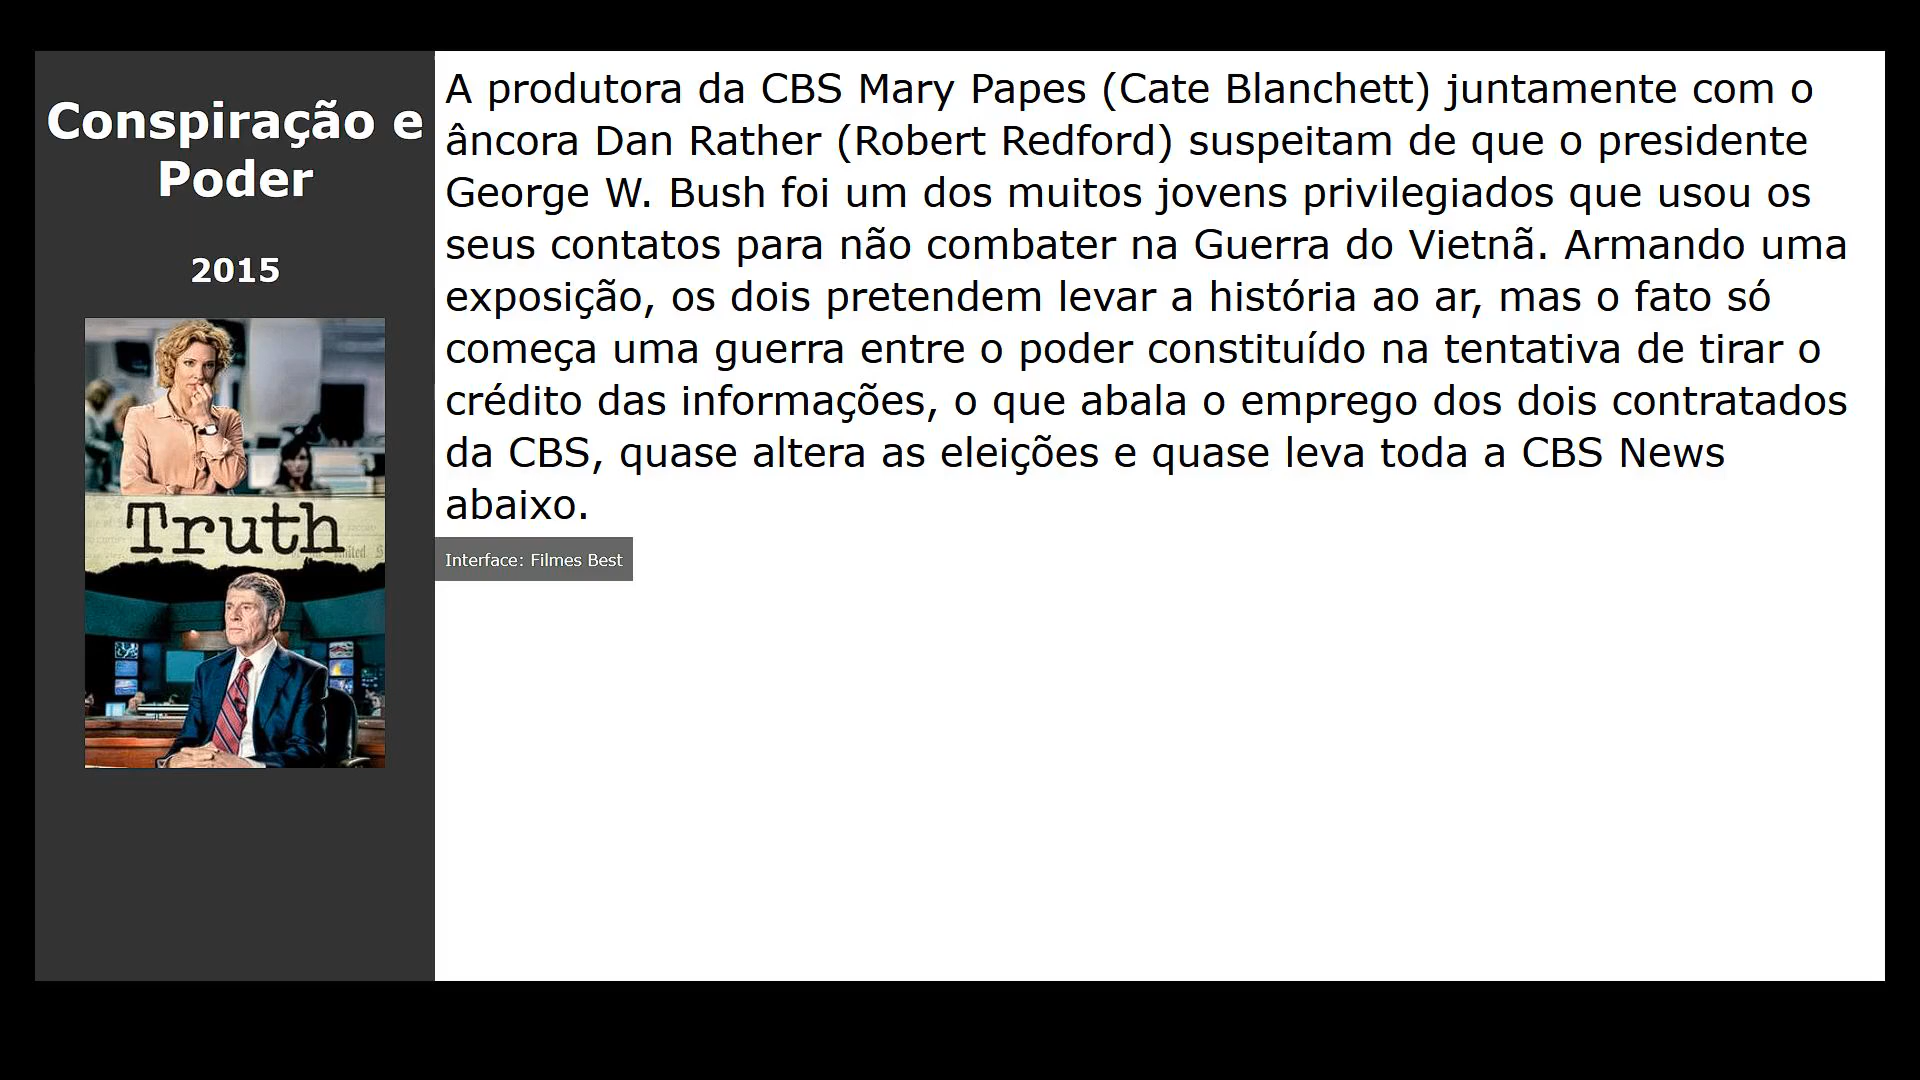 Conspiração e
Poder
2015
Truth
A produtora da CBS Mary Papes (Cate Blanchett) juntamente com o
âncora Dan Rather (Robert Redford) suspeitam de que o presidente
George W. Bush foi um dos muitos jovens privilegiados que usou os
seus contatos para não combater na Guerra do Vietnã. Armando uma
exposição, os dois pretendem levar a história ao ar, mas o fato só
começa uma guerra entre o poder constituído na tentativa de tirar o
crédito das informações, o que abala o emprego dos dois contratados
da CBS, quase altera as eleições e quase leva toda a CBS News
abaixo.
Interface: Filmes Best